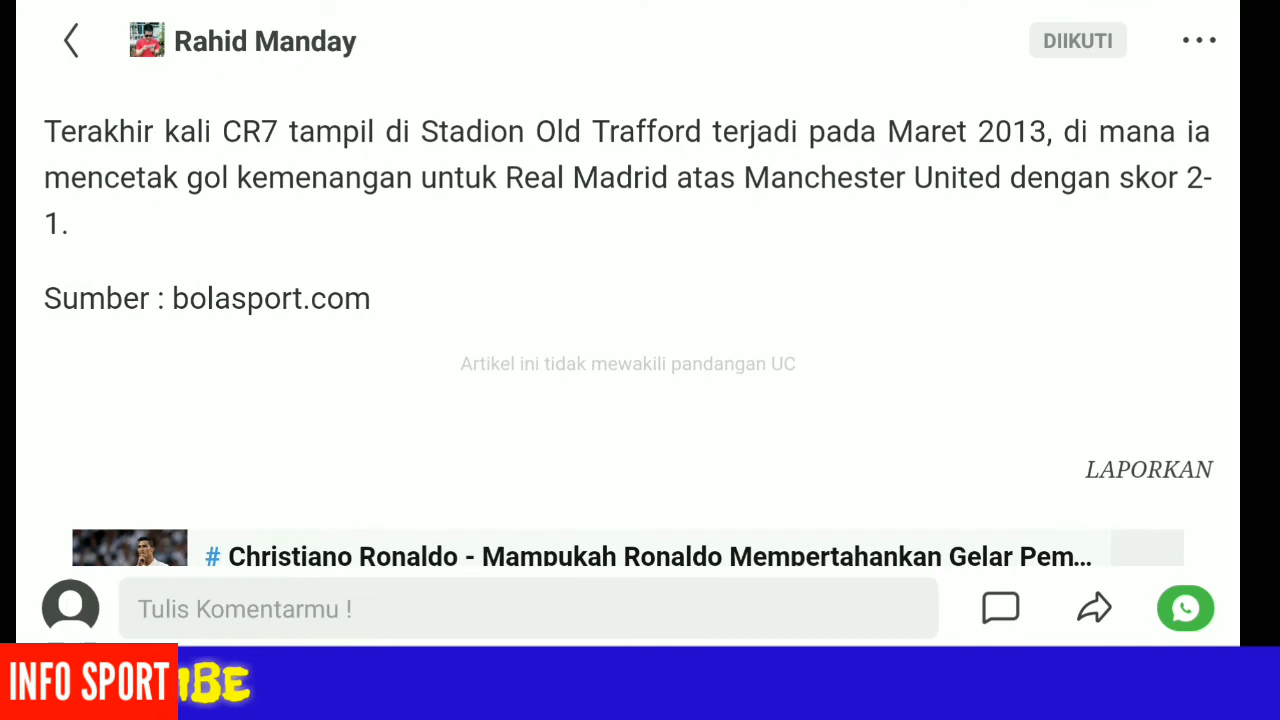 Rahid Manday
DIIKUTI
Terakhir kali CR7 tampil di Stadion Old Trafford terjadi pada Maret 2013, di mana ia
mencetak gol kemenangan untuk Real Madrid atas Manchester United dengan skor 2-
1.
Sumber : bolasport.com
Artikel ini tidak mewakili pandangan UC
LAPORKAN
# Christiano Ronaldo - Mampukah Ronaldo Mempertahankan Gelar Pem...
Tulis Komentarmu !
INFO SPORT
BE